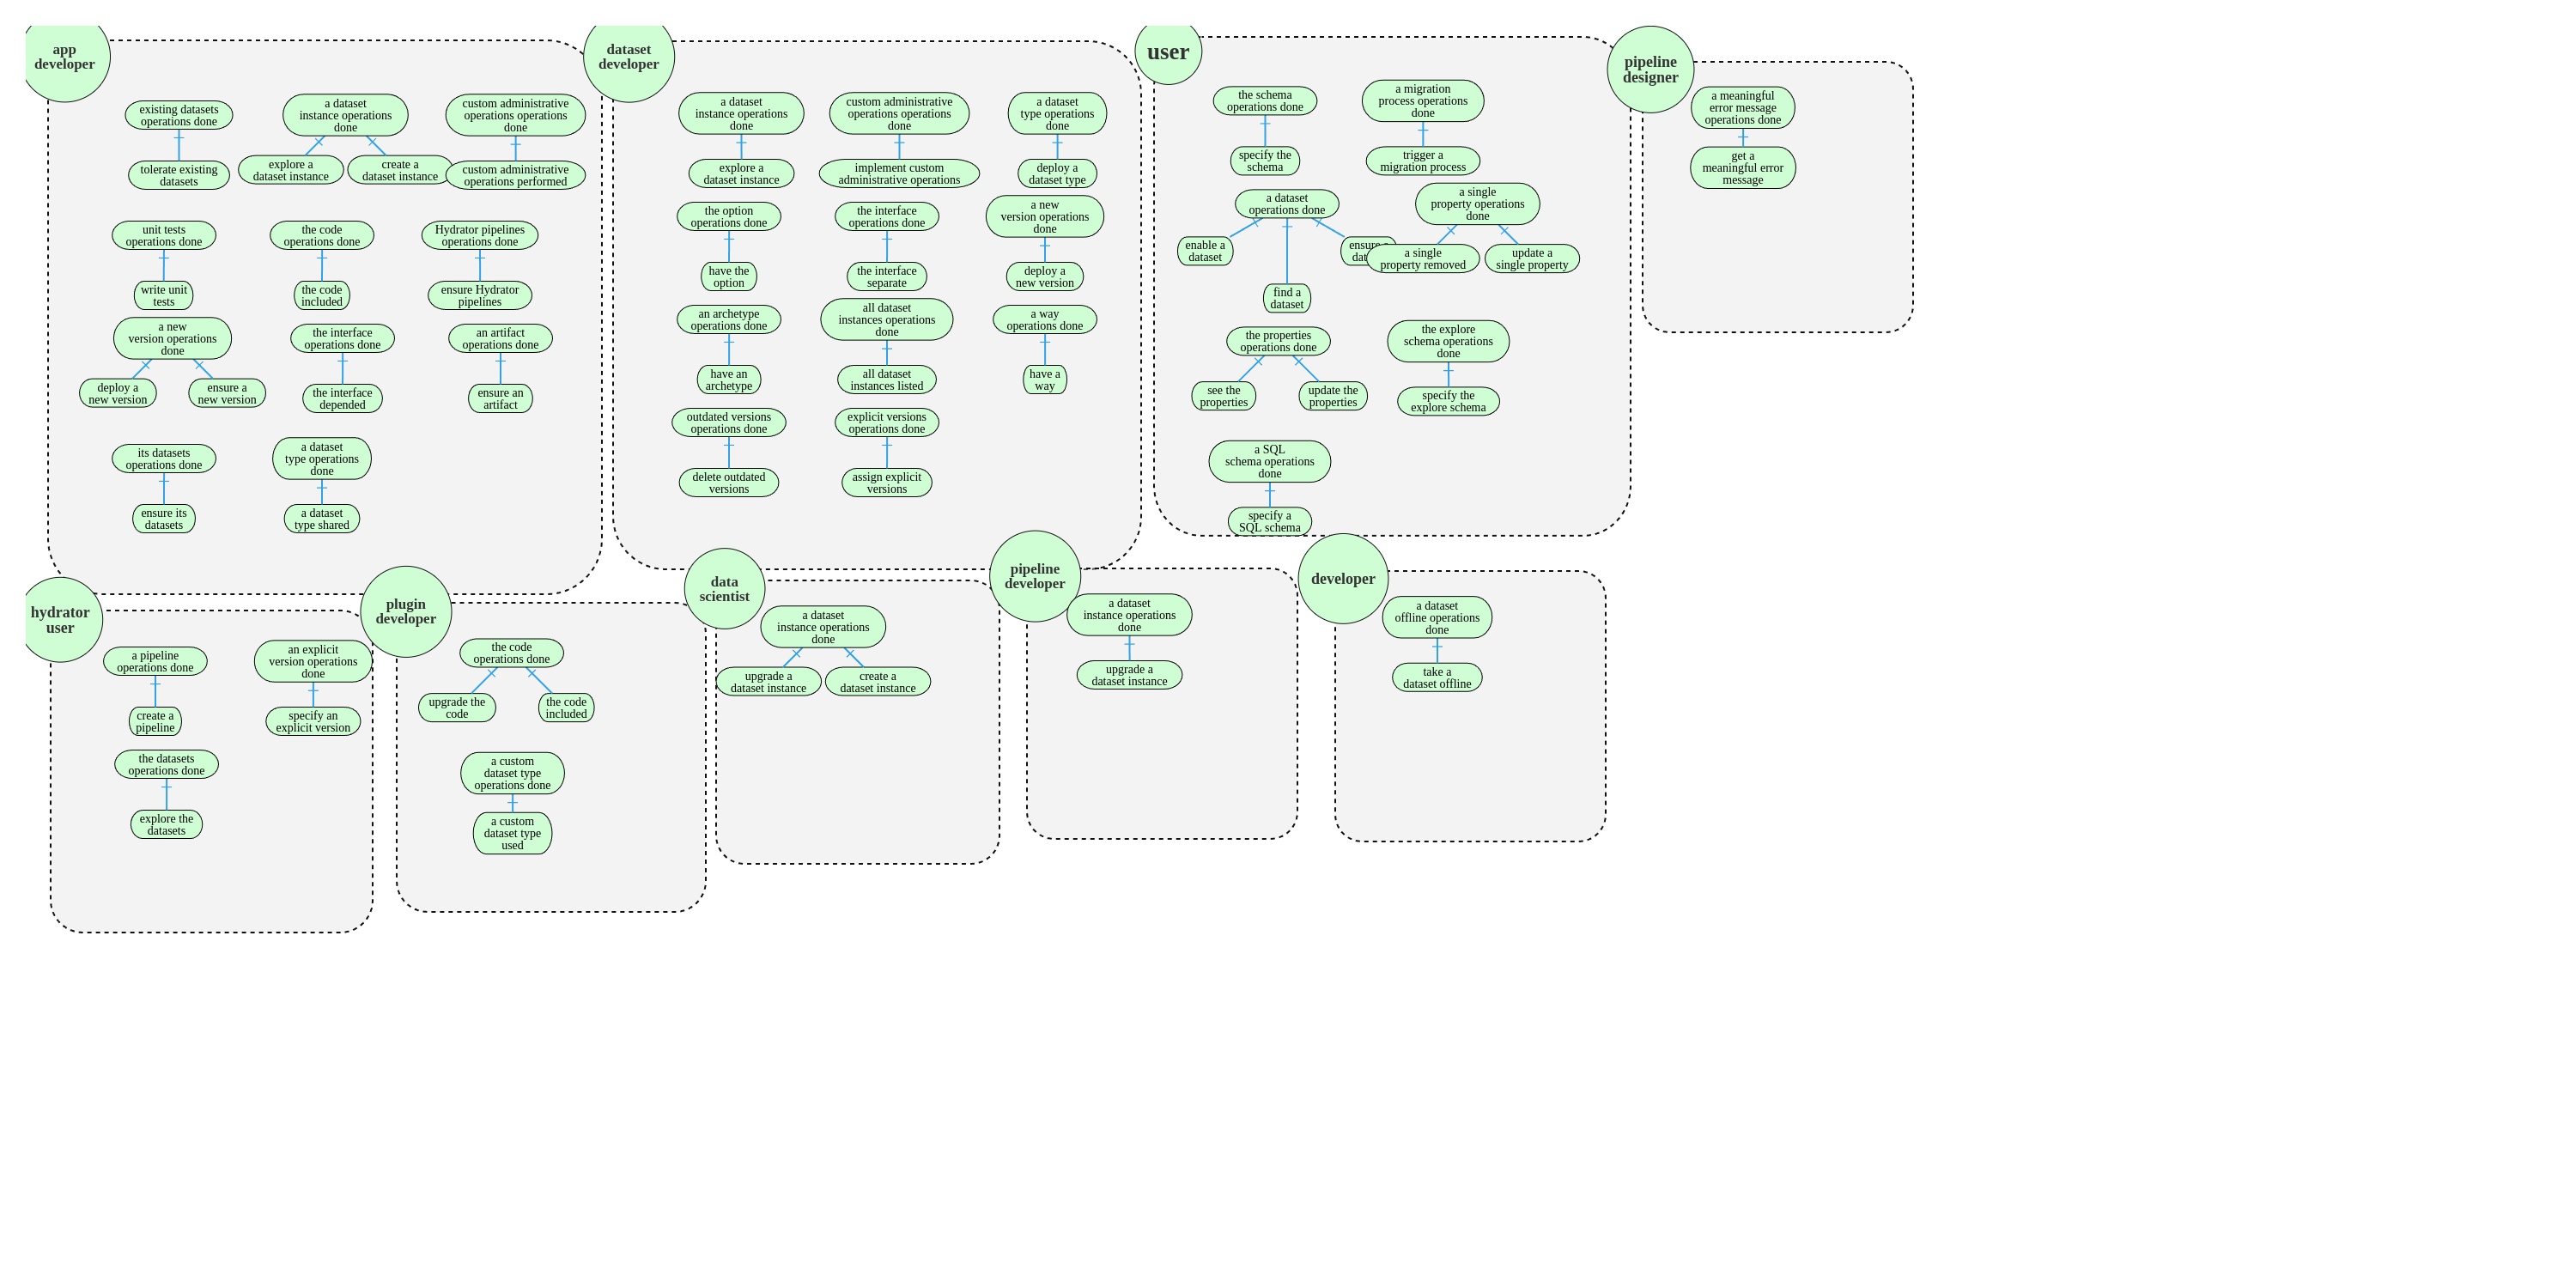 app
developer
existing datasets
operations done
tolerate existing
datasets
a dataset
instance operations
done
explore a
dataset instance
create a
dataset instance
custom administrative
operations operations
done
custom administrative
operations performed
unit tests
operations done
write unit
tests
the code
operations done
the code
included
Hydrator pipelines
operations done
ensure Hydrator
pipelines
a new
version operations
done
deploy a
new version
ensure a
new version
the interface
operations done
the interface
depended
an artifact
operations done
ensure an
artifact
its datasets
operations done
ensure its
datasets
a dataset
type operations
done
a dataset
type shared
dataset
developer
a dataset
instance operations
done
explore a
dataset instance
custom administrative
operations operations
done
implement custom
administrative operations
a dataset
type operations
done
deploy a
dataset type
the option
operations done
have the
option
the interface
operations done
the interface
separate
a new
version operations
done
deploy a
new version
an archetype
operations done
have an
archetype
all dataset
instances operations
done
all dataset
instances listed
a way
operations done
have a
way
outdated versions
operations done
delete outdated
versions
explicit versions
operations done
assign explicit
versions
user
the schema
operations done
specify the
schema
a migration
process operations
done
trigger a
migration process
a dataset
operations done
enable a
dataset
find a
dataset
ensure
a single
property operations
done
a single
property removed
update a
single property
the properties
operations done
see the
properties
update the
properties
the explore
schema operations
done
specify the
explore schema
a SQL
schema operations
done
specify a
SQL schema
pipeline
designer
a meaningful
error message
operations done
get a
meaningful error
message
hydrator
user
a pipeline
operations done
create a
pipeline
an explicit
version operations
done
specify an
explicit version
the datasets
operations done
explore the
datasets
plugin
developer
the code
operations done
upgrade the
code
the code
included
a custom
dataset type
operations done
a custom
dataset type
used
data
scientist
a dataset
instance operations
done
upgrade a
dataset instance
create a
dataset instance
pipeline
developer
a dataset
instance operations
done
upgrade a
dataset instance
developer
a dataset
offline operations
done
take a
dataset offline